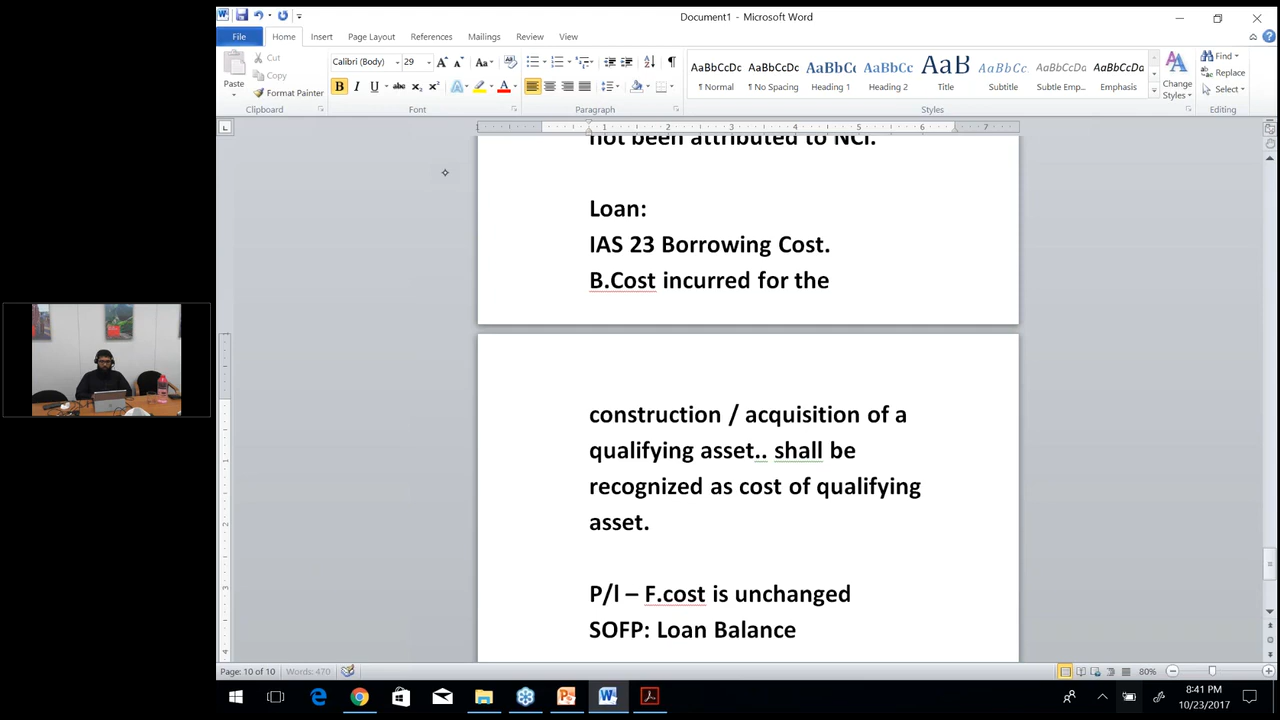 Document1 - Microsoft Word
File Home Insert Page Layout References Mailings Review View
Cut
Copy
Format Painter
Paste
Clipboard
Calibri (Body) 29
Font
Paragraph
AaBbCcDc AaBbCcDc AaBbCc AaBbCc AaB AaBbCc. AaBbCcDc AaBbCcDc
¶ Normal ¶ No Spacing Heading 1 Heading 2 Title Subtitle Subtle Emp... Emphasis
Styles
Change
Styles
Find
Replace
Select
Editing
not been attributed to NCI.
Loan:
IAS 23 Borrowing Cost.
B.Cost incurred for the
construction / acquisition of a
qualifying asset.. shall be
recognized as cost of qualifying
asset.
P/l – F.cost is unchanged
SOFP: Loan Balance
Page: 10 of 10 Words: 470
80%
8:41 PM
10/23/2017